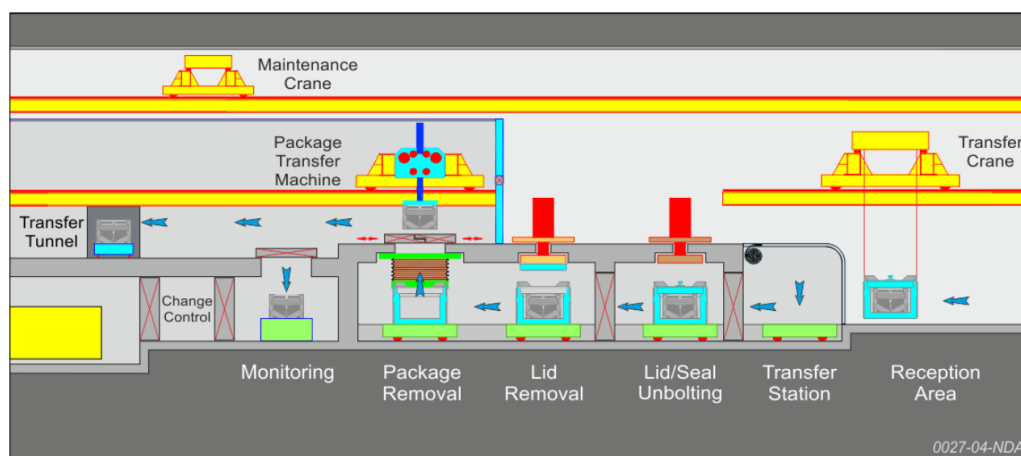 Maintenance
Crane
Package
Transfer
Machine
Transfer
Crane
Transfer
Tunnel
Change
Control
Monitoring
Package
Removal
Lid
Removal
Lid/Seal
Unbolting
Transfer
Station
Reception
Area
0027-04-NDA